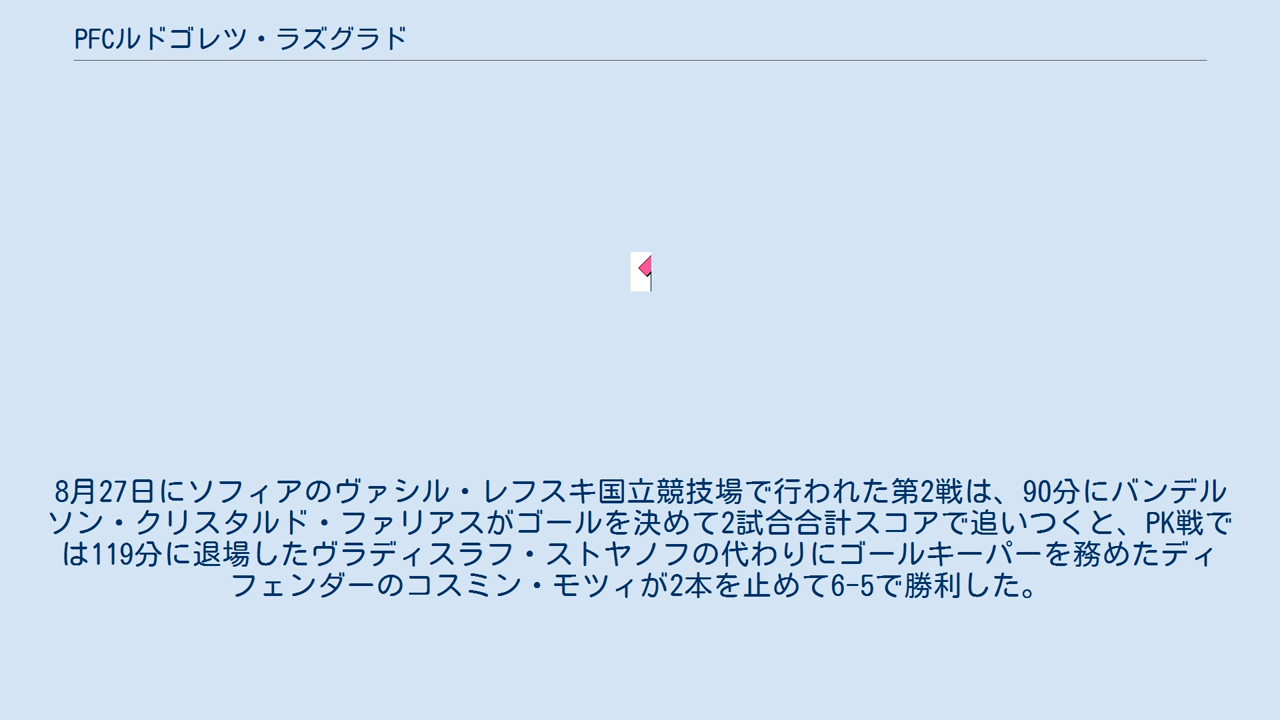 PFCルドゴレツ・ラズグラド
8月27日にソフィアのヴァシル・レフスキ国立競技場で行われた第2戦は、90分にバンデル
ソン・クリスタルド・ファリアスがゴールを決めて2試合合計スコアで追いつくと、PK戦で
は119分に退場したヴラディスラフ・ストヤノフの代わりにゴールキーパーを務めたディ
フェンダーのコスミン・モツィが2本を止めて6-5で勝利した。